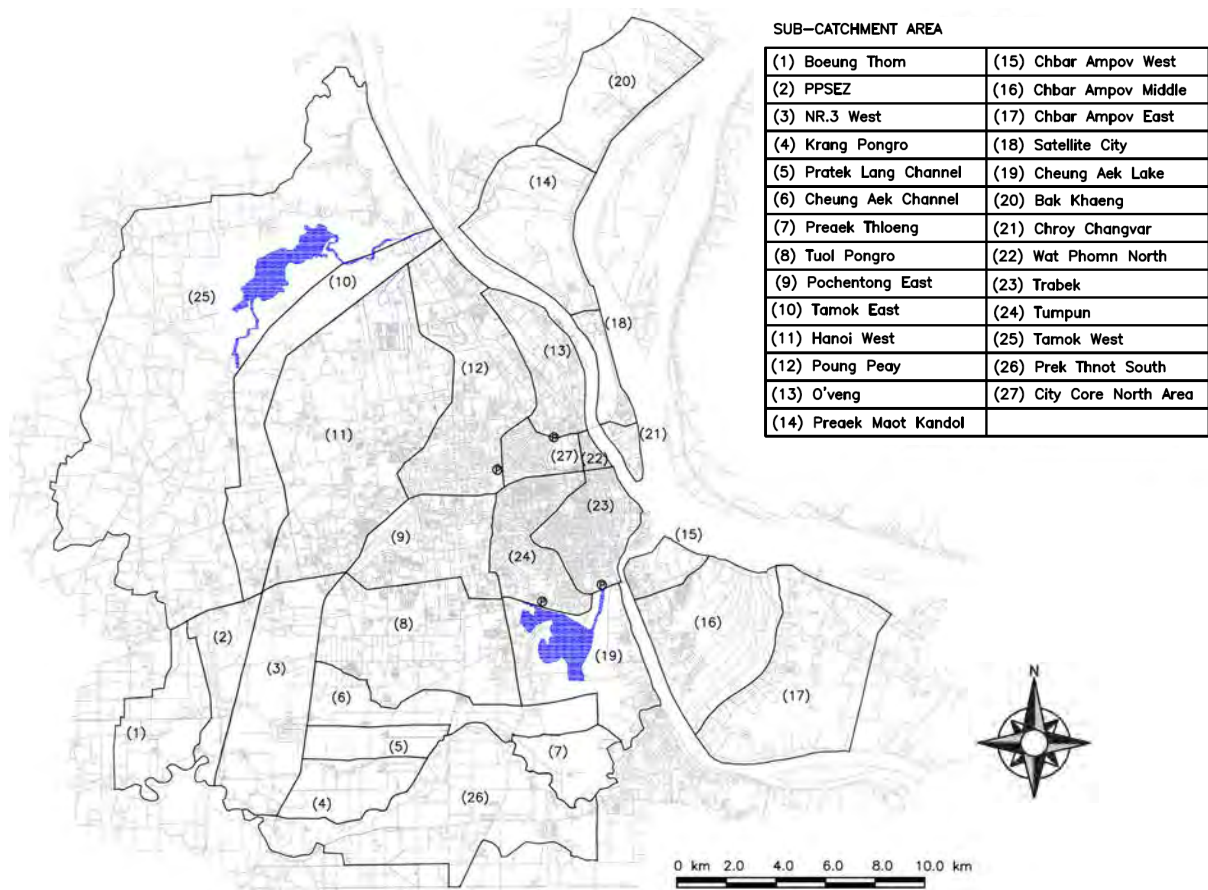 SUB-CATCHMENT AREA
(1) Boeung Thom
(15) Chbar Ampov West
(2) PPSEZ
(16) Chbar Ampov Middle
(3) NR.3 West
(17) Chbar Ampov East
(4) Krang Pongro
(18) Satellite City
(5) Pratek Lang Channel
(19) Cheung Aek Lake
(6) Cheung Aek Channel
(20) Bak Khaeng
(7) Preaek Thloeng
(21) Chroy Changvar
(8) Tuol Pongro
(22) Wat Phomn North
(9) Pochentong East
(23) Trabek
(10) Tamok East
(24) Tumpun
(11) Hanoi West
(25) Tamok West
(12) Poung Peay
(26) Prek Thnot South
(13) O'veng
(27) City Core North Area
(14) Preaek Maot Kandol
(20)
(14)
(10)
(25)
(18)
(13)
(12)
(11)
(21)
(27)
(22)
(23)
(15)
(9)
(24)
(8)
(16)
(2)
(19)
(3)
(6)
(17)
(1)
(5)
(7)
(4)
(26)
P
P
P
P
N
0 km 2.0 4.0 6.0 8.0 10.0 km